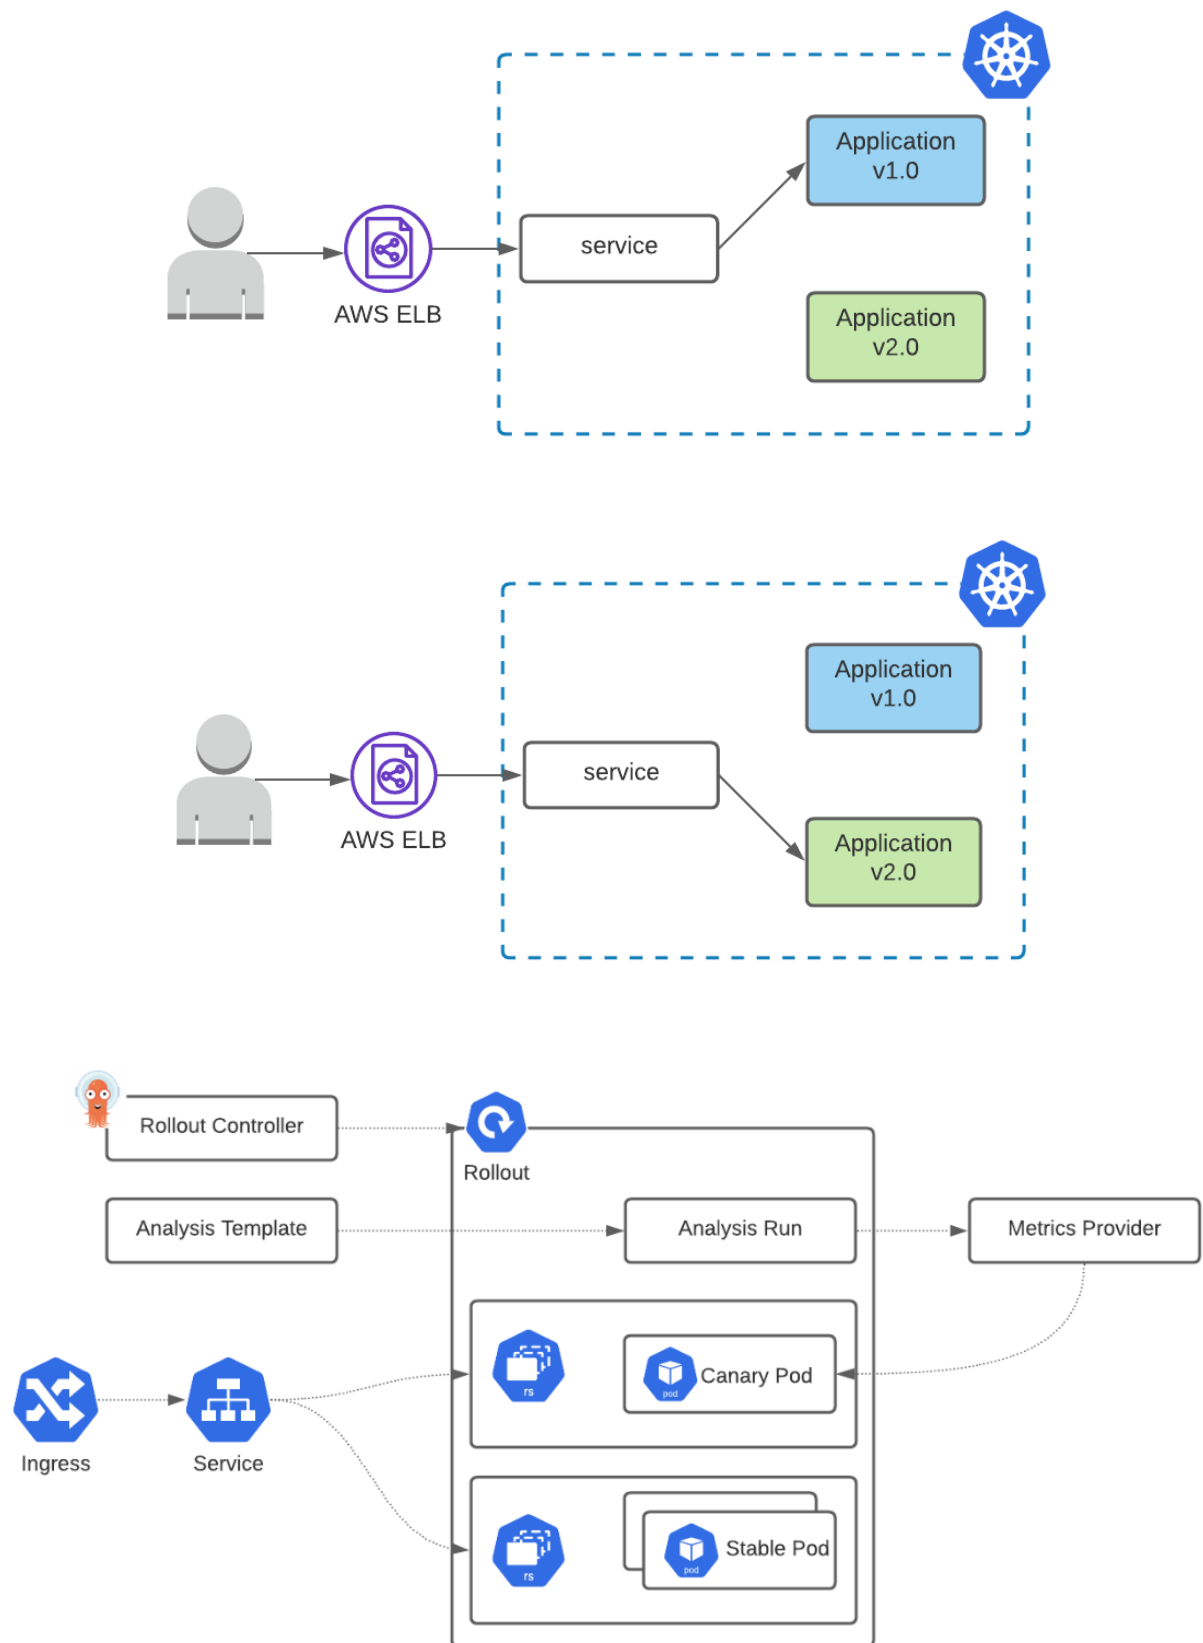 Application
v1.0
service
AWS ELB
Application
v2.0
Application
v1.0
service
AWS ELB
Application
v2.0
Rollout Controller
Rollout
Analysis Template
Analysis Run
Metrics Provider
rs
pod
Canary Pod
Ingress
Service
rs
pod
Stable Pod